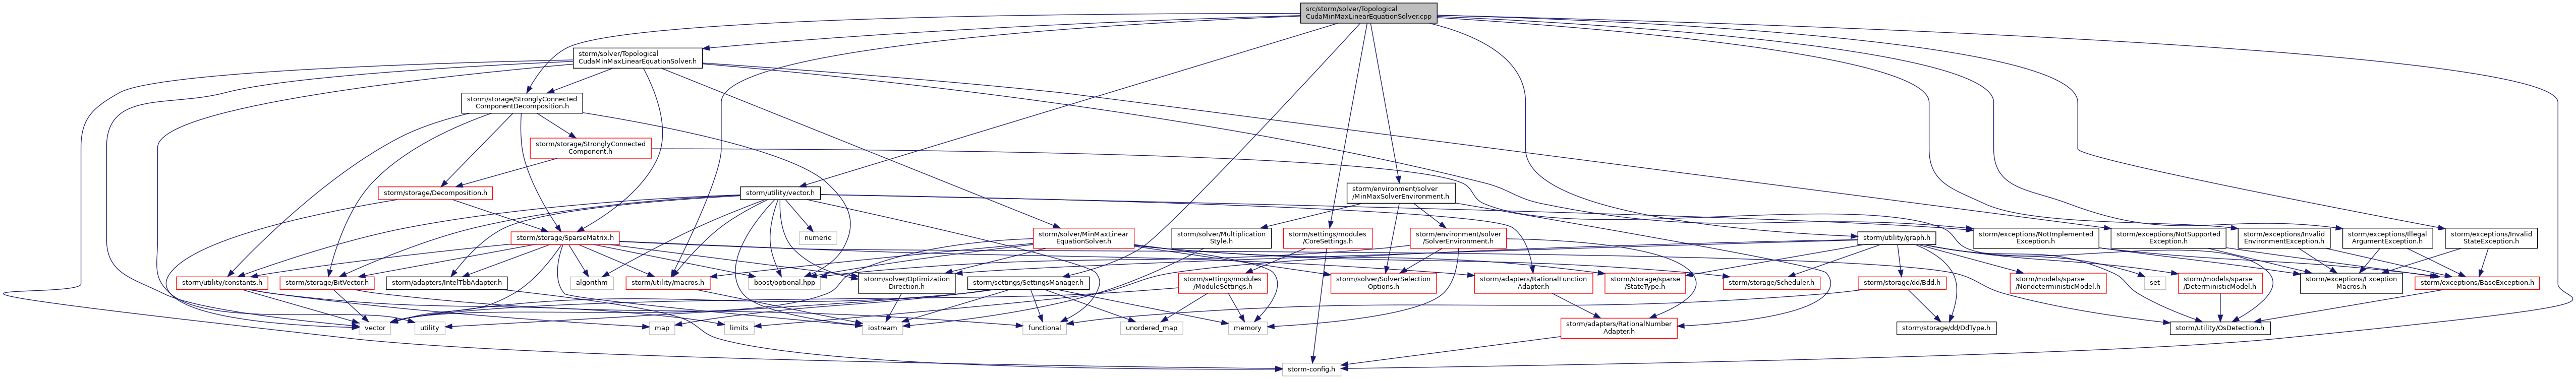 src/storm/solver/Topological
CudaMinMaxLinearEquationSolver.cpp
storm/solver/Topological
CudaMinMaxLinearEquationSolver.h
storm/storage/StronglyConnected
ComponentDecomposition.h
storm/storage/StronglyConnected
Component.h
storm/storage/Decomposition.h
storm/utility/vector.h
storm/environment/solver
/MinMaxSolverEnvironment.h
numeric
storm/storage/SparseMatrix.h
storm/solver/MinMaxLinear
EquationSolver.h
storm/solver/Multiplication
Style.h
storm/settings/modules
/CoreSettings.h
storm/environment/solver
/SolverEnvironment.h
storm/utility/graph.h
storm/exceptions/NotImplemented
Exception.h
storm/exceptions/NotSupported
Exception.h
storm/exceptions/Invalid
EnvironmentException.h
storm/exceptions/Illegal
ArgumentException.h
storm/exceptions/Invalid
StateException.h
storm/utility/constants.h
storm/storage/BitVector.h
storm/adapters/IntelTbbAdapter.h
algorithm
storm/utility/macros.h
boost/optional.hpp
storm/solver/Optimization
Direction.h
storm/settings/SettingsManager.h
storm/settings/modules
/ModuleSettings.h
storm/solver/SolverSelection
Options.h
storm/adapters/RationalFunction
Adapter.h
storm/storage/sparse
/StateType.h
storm/storage/Scheduler.h
storm/storage/dd/Bdd.h
storm/models/sparse
/NondeterministicModel.h
set
storm/models/sparse
/DeterministicModel.h
storm/exceptions/Exception
Macros.h
storm/exceptions/BaseException.h
vector
utility
map
limits
iostream
functional
unordered_map
memory
storm/adapters/RationalNumber
Adapter.h
storm/storage/dd/DdType.h
storm/utility/OsDetection.h
storm-config.h